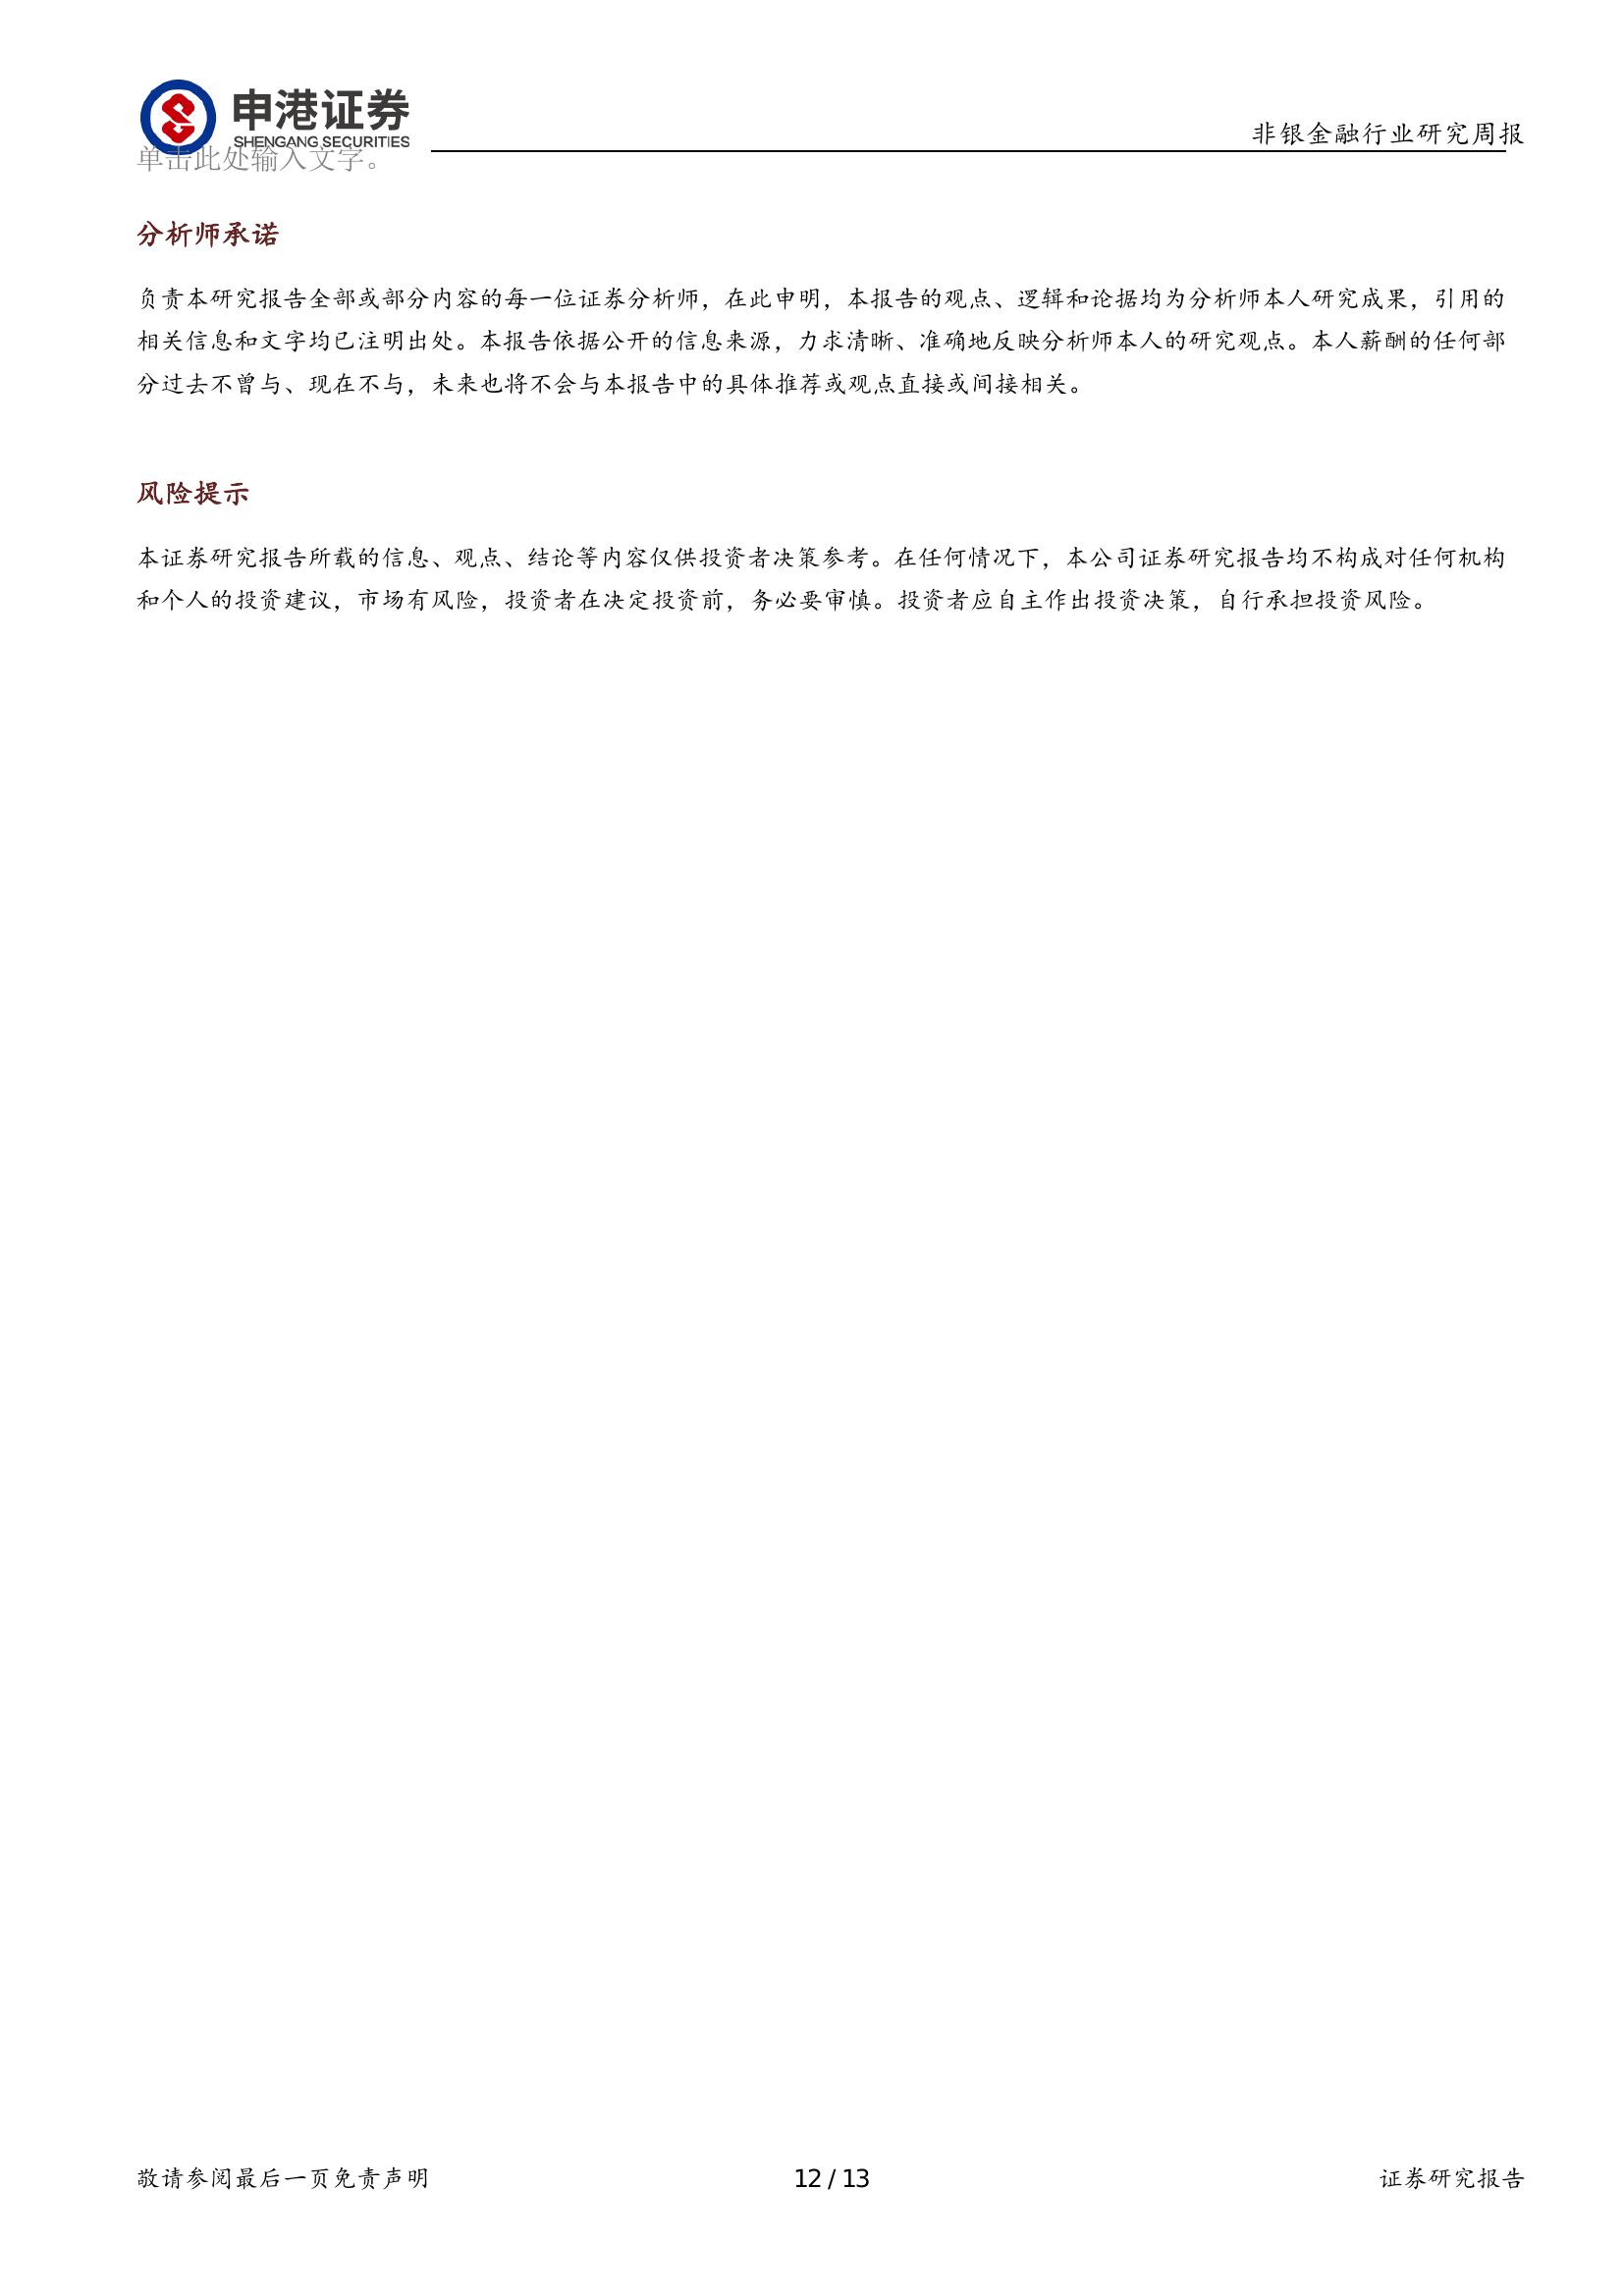 申港证券
SHENGANG SECURITIES
非银金融行业研究周报
单击此处输入文字。
分析师承诺
负责本研究报告全部或部分内容的每一位证券分析师，在此申明，本报告的观点、逻辑和论据均为分析师本人研究成果，引用的
相关信息和文字均已注明出处。本报告依据公开的信息来源，力求清晰、准确地反映分析师本人的研究观点。本人薪酬的任何部
分过去不曾与、现在不与，未来也将不会与本报告中的具体推荐或观点直接或间接相关。
风险提示
本证券研究报告所载的信息、观点、结论等内容仅供投资者决策参考。在任何情况下，本公司证券研究报告均不构成对任何机构
和个人的投资建议，市场有风险，投资者在决定投资前，务必要审慎。投资者应自主作出投资决策，自行承担投资风险。
敬请参阅最后一页免责声明
12 / 13
证券研究报告